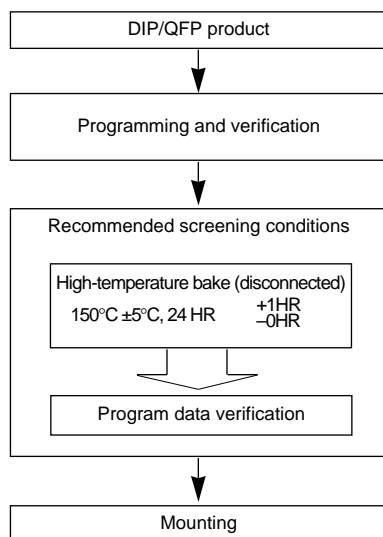 DIP/QFP product
Programming and verification
Recommended screening conditions
High-temperature bake (disconnected)
150°C ±5°C, 24 HR +1HR
–0HR
Program data verification
Mounting